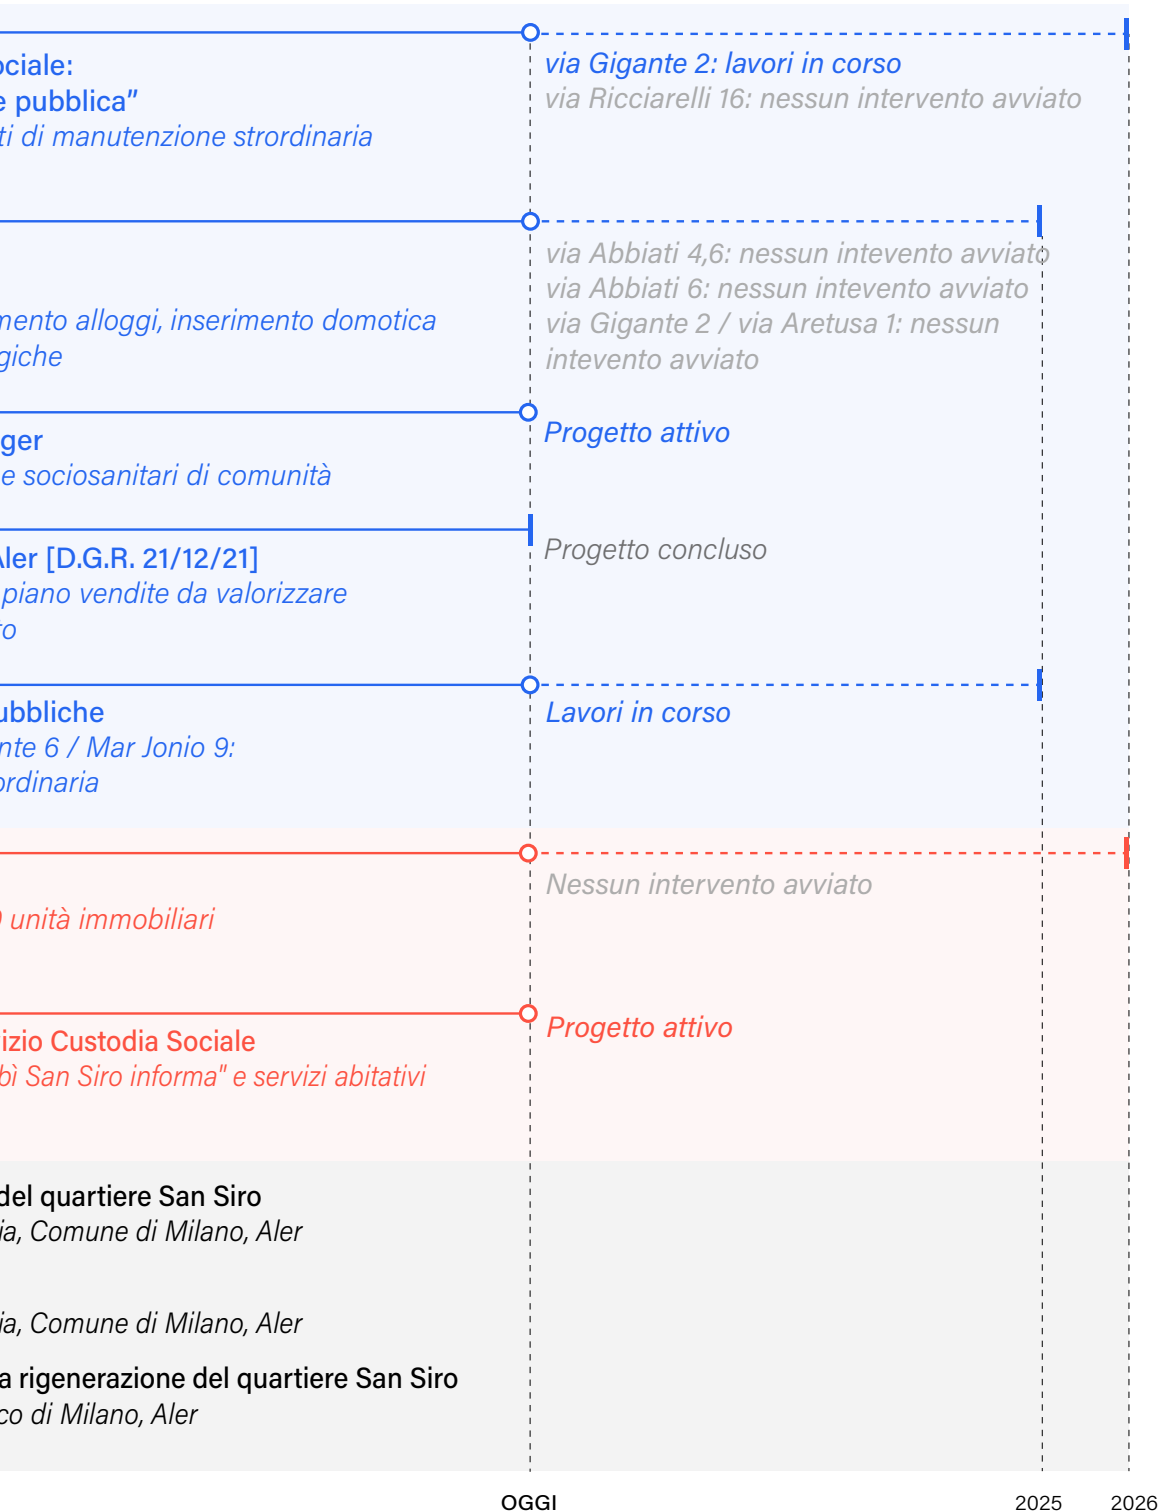 ociale:
e pubblica”
ti di manutenzione strordinaria
via Gigante 2: lavori in corso
via Ricciarelli 16: nessun intervento avviato
mento alloggi, inserimento domotica
giche
via Abbiati 4,6: nessun intevento avviato
via Abbiati 6: nessun intevento avviato
via Gigante 2 / via Aretusa 1: nessun
intevento avviato
ger
e sociosanitari di comunità
Progetto attivo
Aler [D.G.R. 21/12/21]
piano vendite da valorizzare
to
Progetto concluso
ubbliche
nte 6 / Mar Jonio 9:
ordinaria
Lavori in corso
0 unità immobiliari
Nessun intervento avviato
izio Custodia Sociale
bì San Siro informa" e servizi abitativi
Progetto attivo
del quartiere San Siro
ia, Comune di Milano, Aler
ia, Comune di Milano, Aler
a rigenerazione del quartiere San Siro
co di Milano, Aler
OGGI
2025
2026